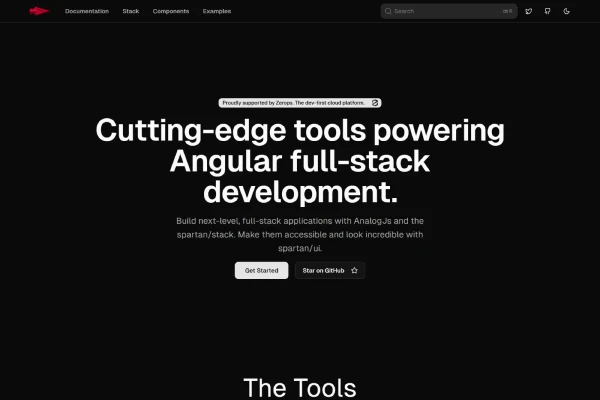 Documentation
Stack
Components
Examples
Search
Proudly supported by Zerops. The dev-first cloud platform.
Cutting-edge tools powering
Angular full-stack
development.
Build next-level, full-stack applications with AnalogJs and the
spartan/stack. Make them accessible and look incredible with
spartan/ui.
Get Started
Star on GitHub
The Tools